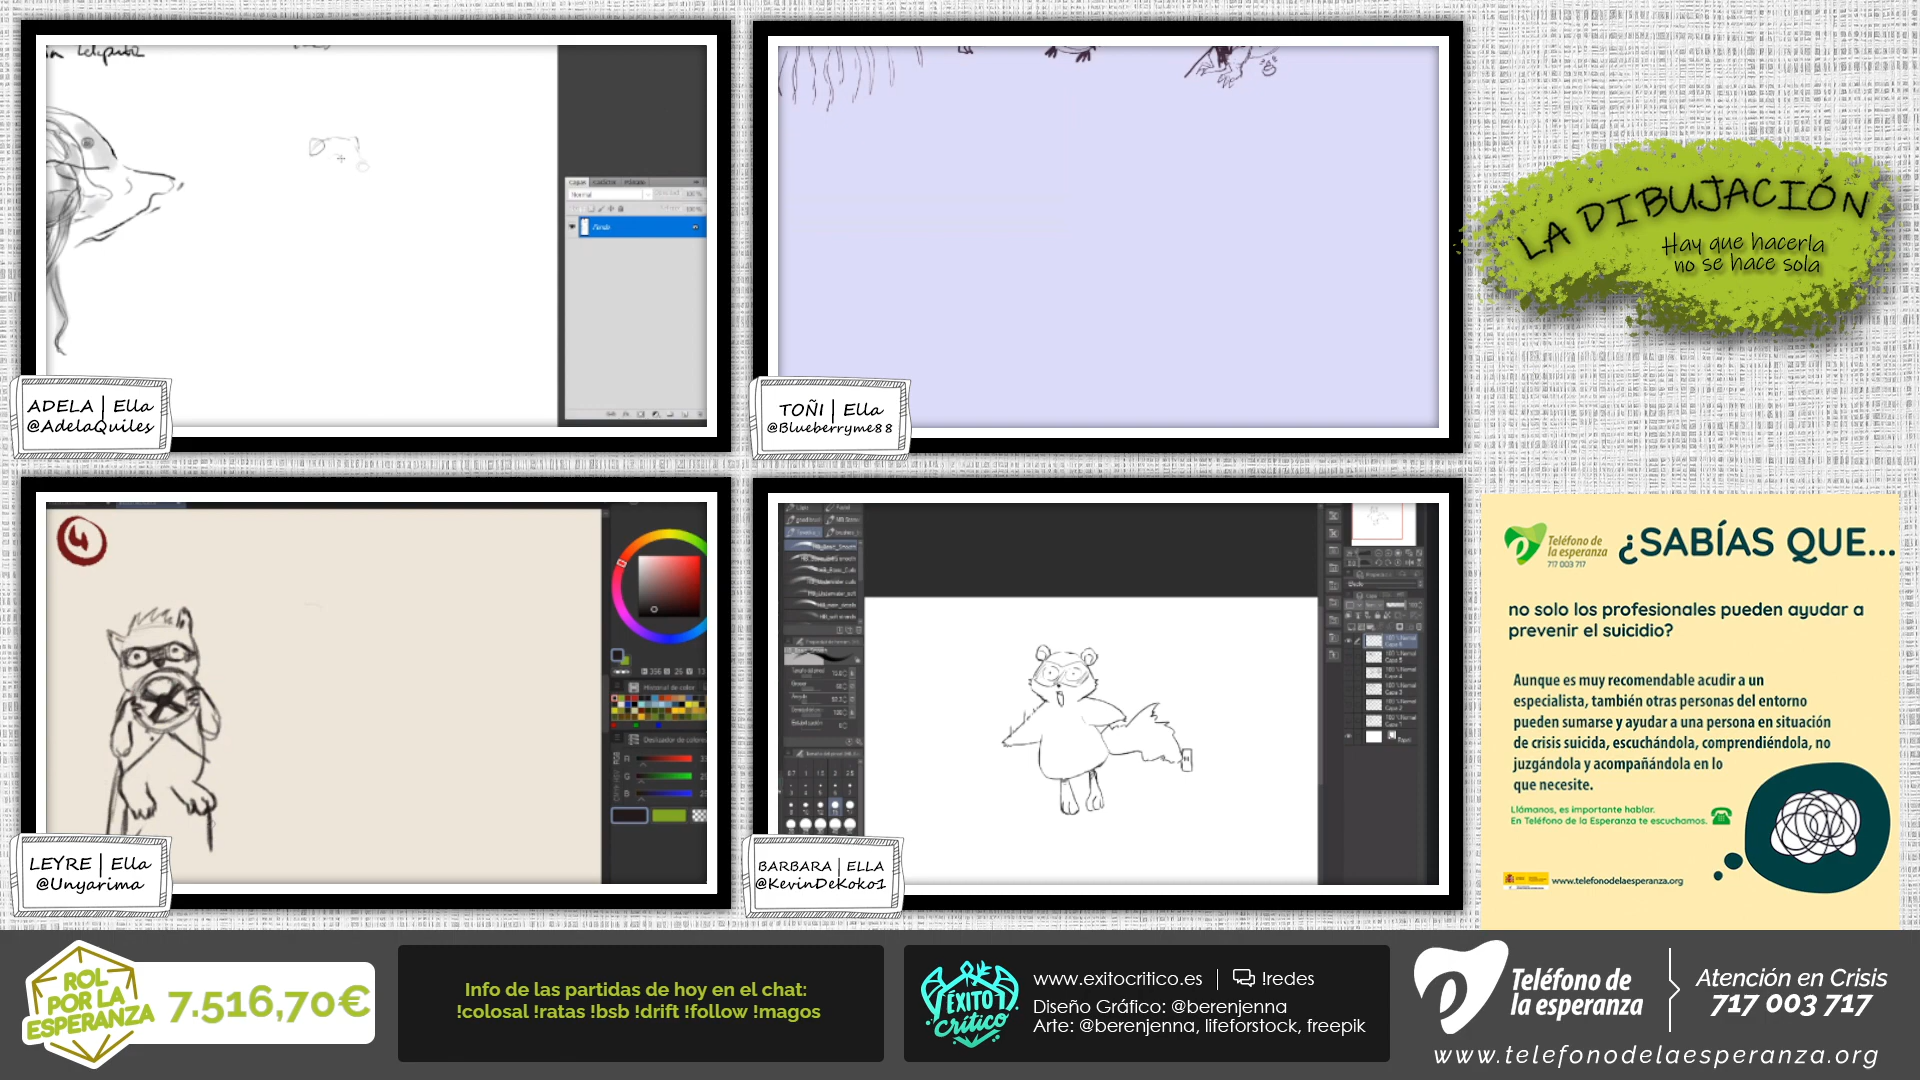 ADELA | Ella
@AdelaQuiles
TOÑI | Ella
@Blueberryme88
LA DIBUJACIÓN
Hay que hacerla
no se hace sola
4
LEYRE | Ella
@Unyarima
BARBARA | ELLA
@KevinDeKoko1
Teléfono de
la esperanza
717 003 717
¿SABÍAS QUE...
no solo los profesionales pueden ayudar a
prevenir el suicidio?
Aunque es muy recomendable acudir a un
especialista, también otras personas del entorno
pueden sumarse y ayudar a una persona en situación
de crisis suicida, escuchándola, comprendiéndola, no
juzgándola y acompañándola en lo
que necesite.
Llámanos, es importante hablar.
En Teléfono de la Esperanza te escuchamos.
www.telefonodelaesperanza.org
ROL
POR LA
ESPERANZA
7.516,70€
Info de las partidas de hoy en el chat:
!colosal !ratas !bsb !drift !follow !magos
ÉXITO
Crítico
www.exitocritico.es | !redes
Diseño Gráfico: @berenjenna
Arte: @berenjenna, lifeforstock, freepik
Teléfono de
la esperanza
Atención en Crisis
717 003 717
www.telefonodelaesperanza.org